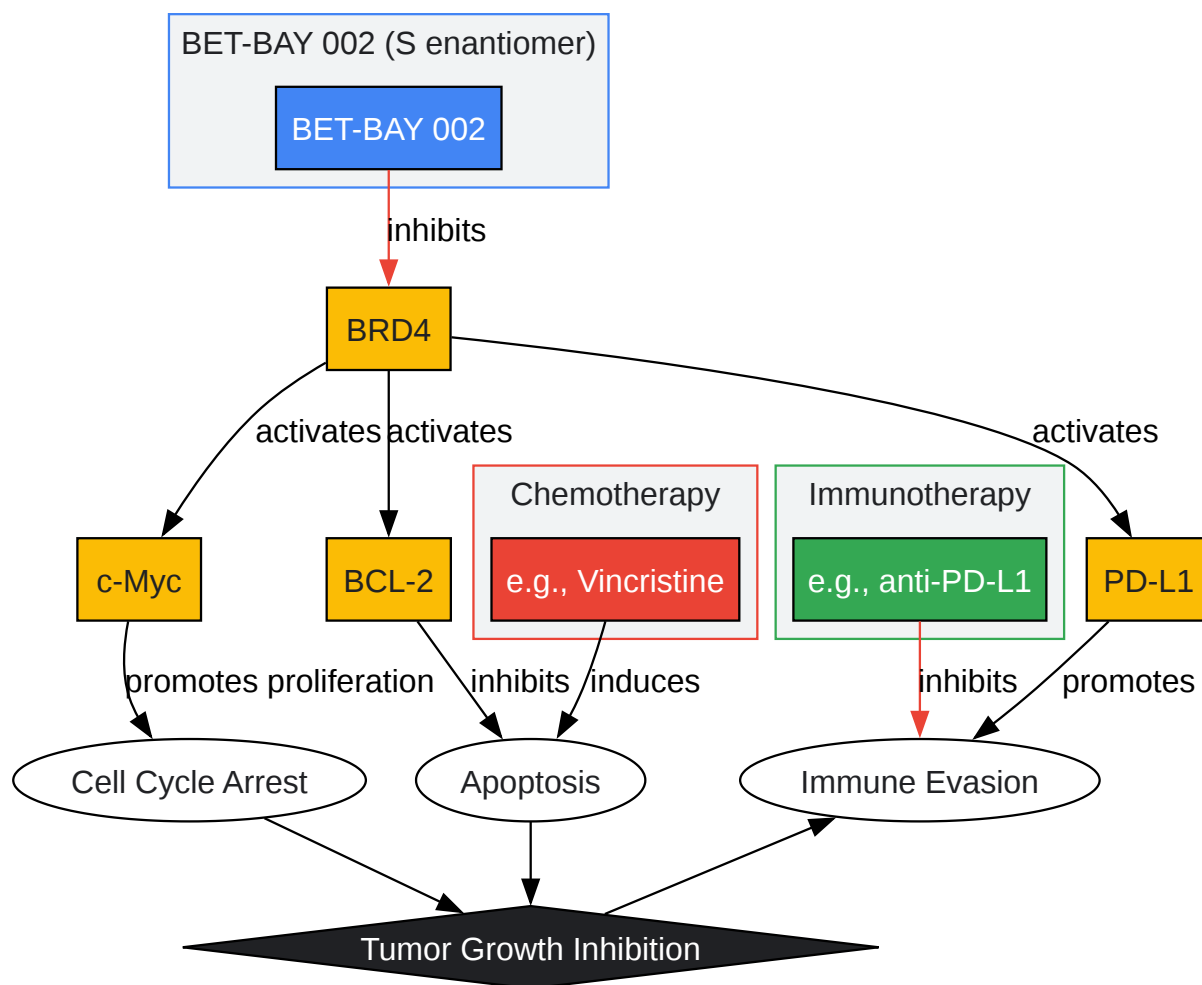 BET-BAY 002 (S enantiomer)
BET-BAY 002
inhibits
BRD4
activates
activates
activates
Chemotherapy
Immunotherapy
c-Myc
BCL-2
e.g., Vincristine
e.g., anti-PD-L1
PD-L1
promotes proliferation
inhibits
induces
inhibits
promotes
Cell Cycle Arrest
Apoptosis
Immune Evasion
Tumor Growth Inhibition